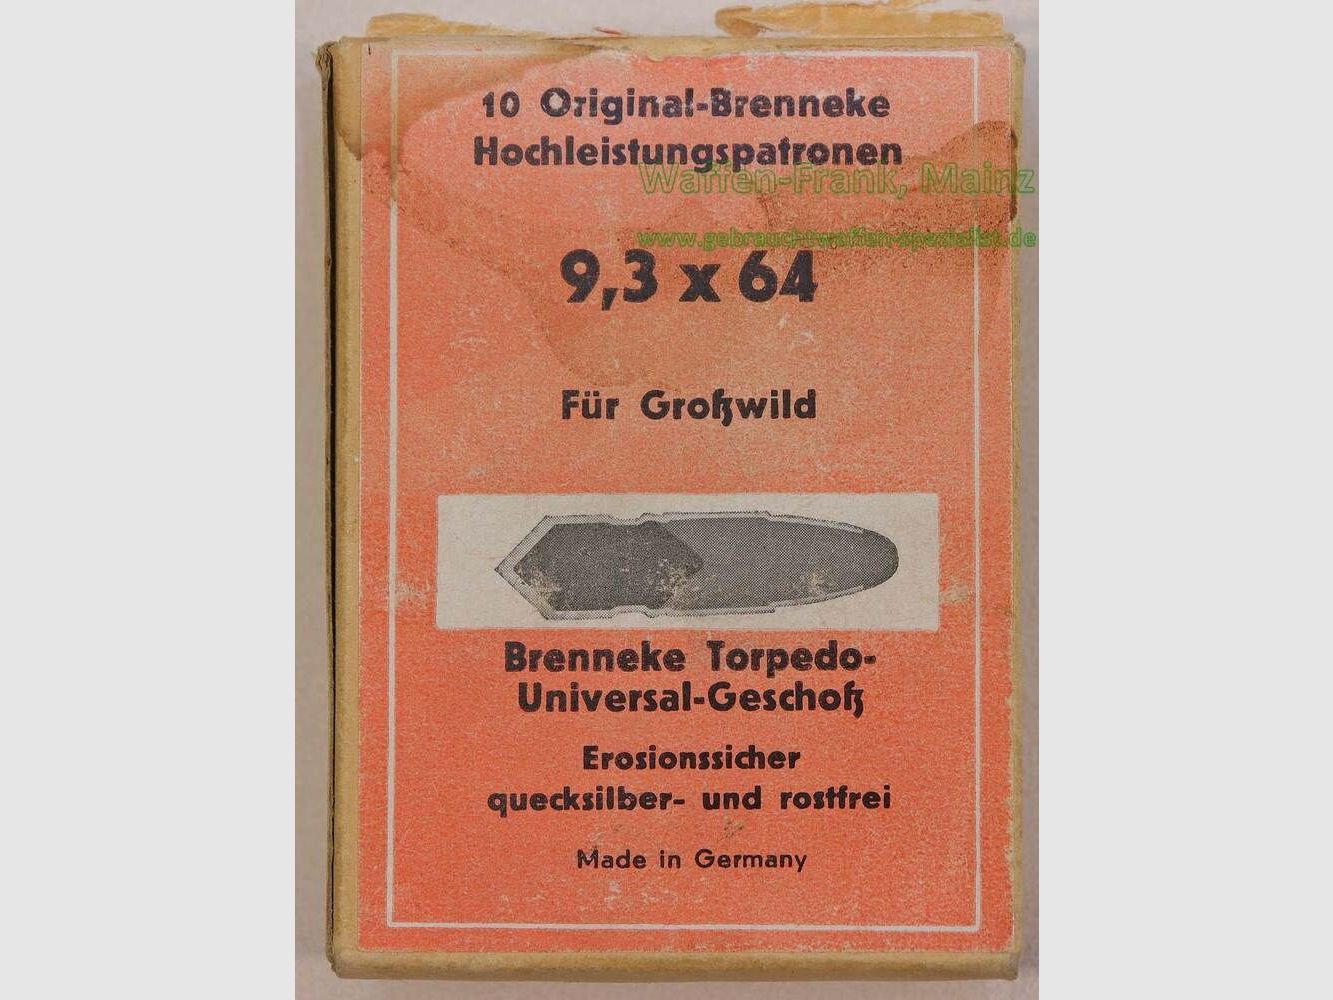 10 Original-Brenneke
Hochleistungspatronen
Waffen-Frank, Mainz
www.gebrauchtwaffen-spezialist.de
9,3 x 64
Für Großwild
Brenneke Torpedo-
Universal-Geschoß
Erosionssicher
quecksilber- und rostfrei
Made in Germany